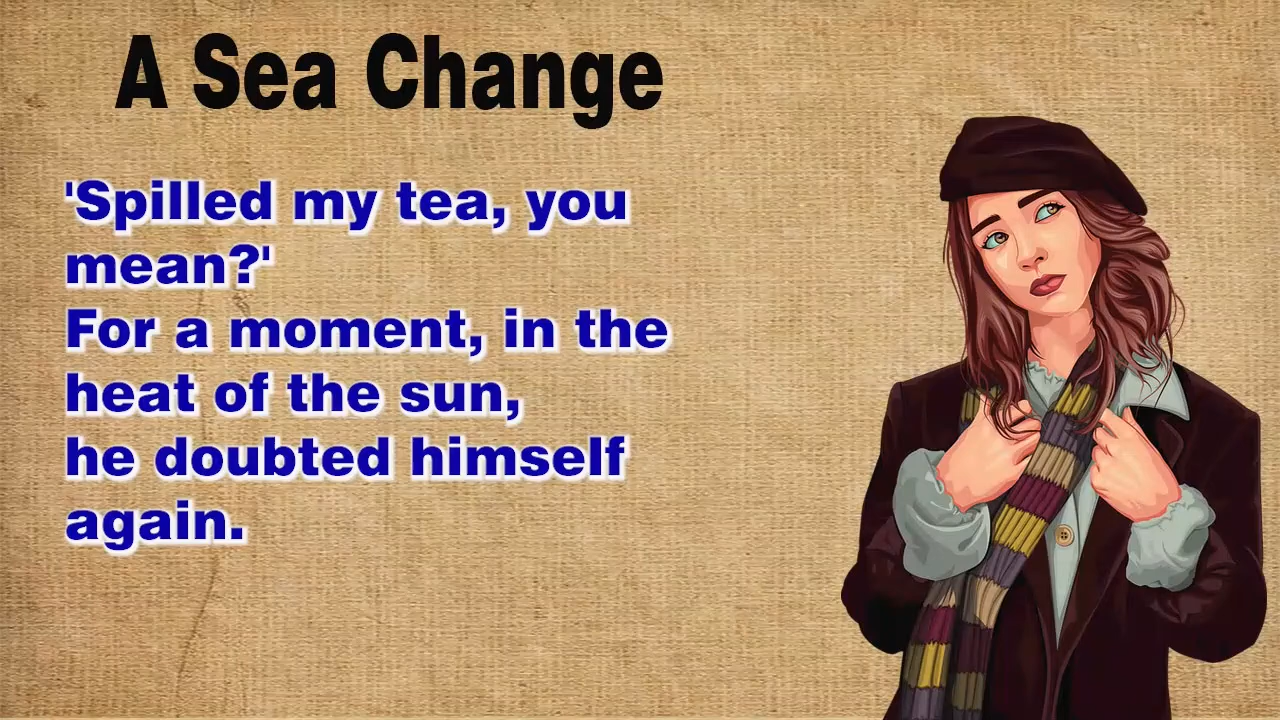 A Sea Change
'Spilled my tea, you
mean?'
For a moment, in the
heat of the sun,
he doubted himself
again.